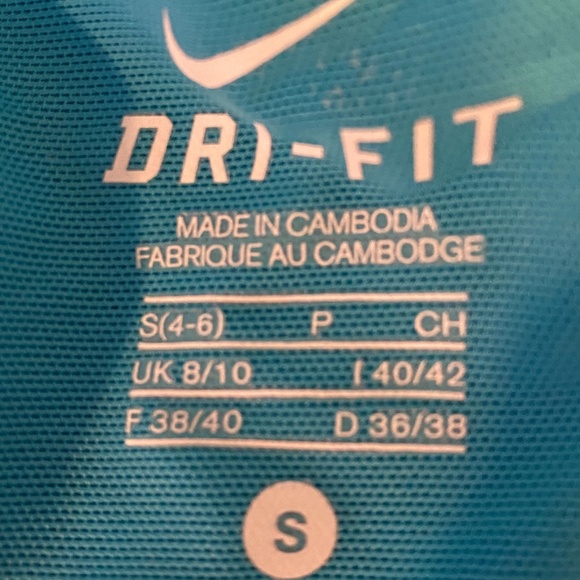 DRI-FIT
MADE IN CAMBODIA
FABRIQUE AU CAMBODGE
S(4-6) P CH
UK 8/10 I 40/42
F 38/40 D 36/38
S